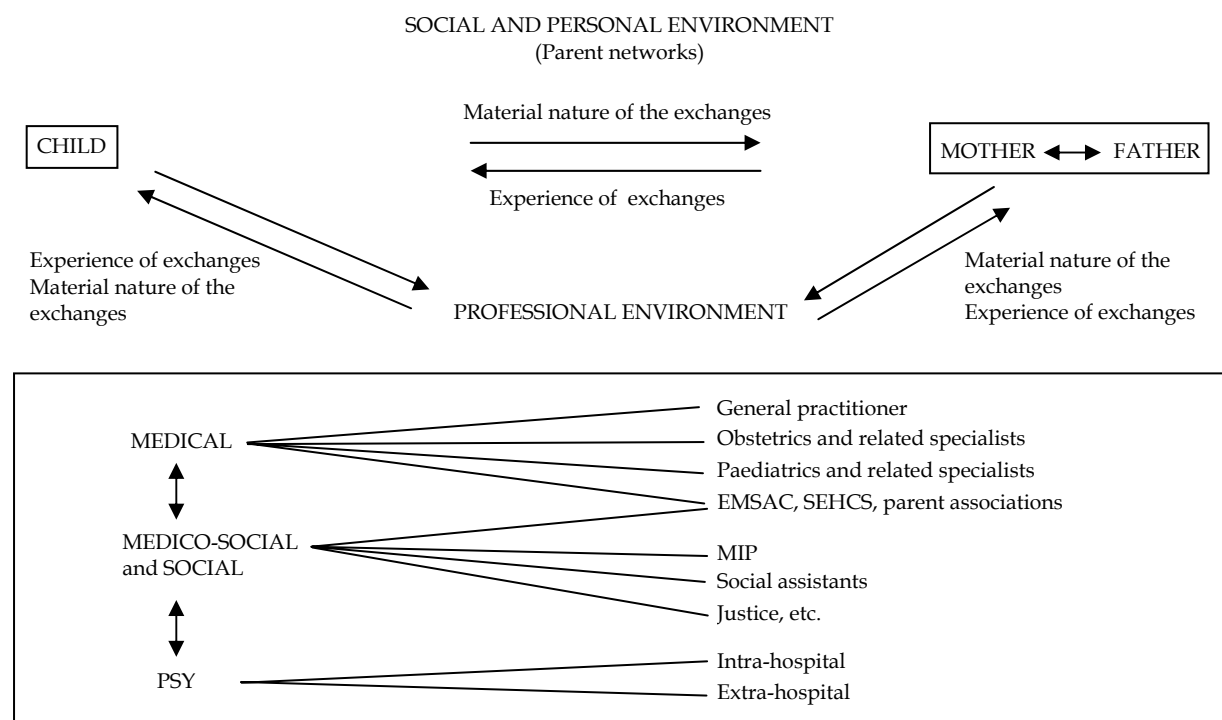 SOCIAL AND PERSONAL ENVIRONMENT
(Parent networks)
Material nature of the exchanges
CHILD
MOTHER FATHER
Experience of exchanges
Experience of exchanges
Material nature of the
exchanges
Material nature of the
exchanges
Experience of exchanges
PROFESSIONAL ENVIRONMENT
General practitioner
MEDICAL
Obstetrics and related specialists
Paediatrics and related specialists
EMSAC, SEHCS, parent associations
MEDICO-SOCIAL
and SOCIAL
MIP
Social assistants
Justice, etc.
Intra-hospital
PSY
Extra-hospital